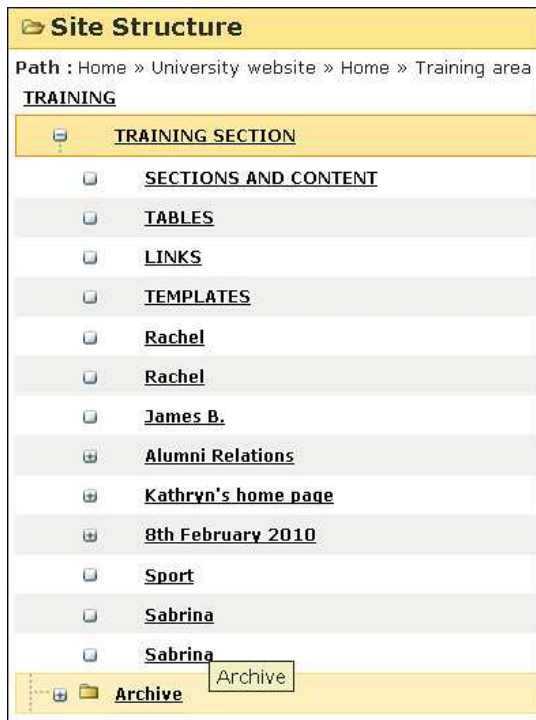 Site Structure
Path : Home » University website » Home » Training area
TRAINING
TRAINING SECTION
SECTIONS AND CONTENT
TABLES
LINKS
TEMPLATES
Rachel
Rachel
James B.
Alumni Relations
Kathryn's home page
8th February 2010
Sport
Sabrina
Sabrina
Archive
Archive